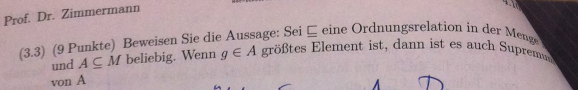 Prof. Dr. Zimmermann
(3.3) (9 Punkte) Beweisen Sie die Aussage: Sei ⊑ eine Ordnungsrelation in der Menge
und A ⊆ M beliebig. Wenn g ∈ A größtes Element ist, dann ist es auch Supremum
von A